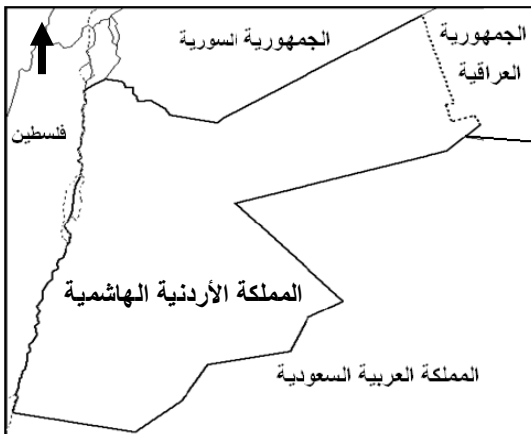 الجمهورية السورية
الجمهورية
العراقية
فلسطين
المملكة الأردنية الهاشمية
المملكة العربية السعودية